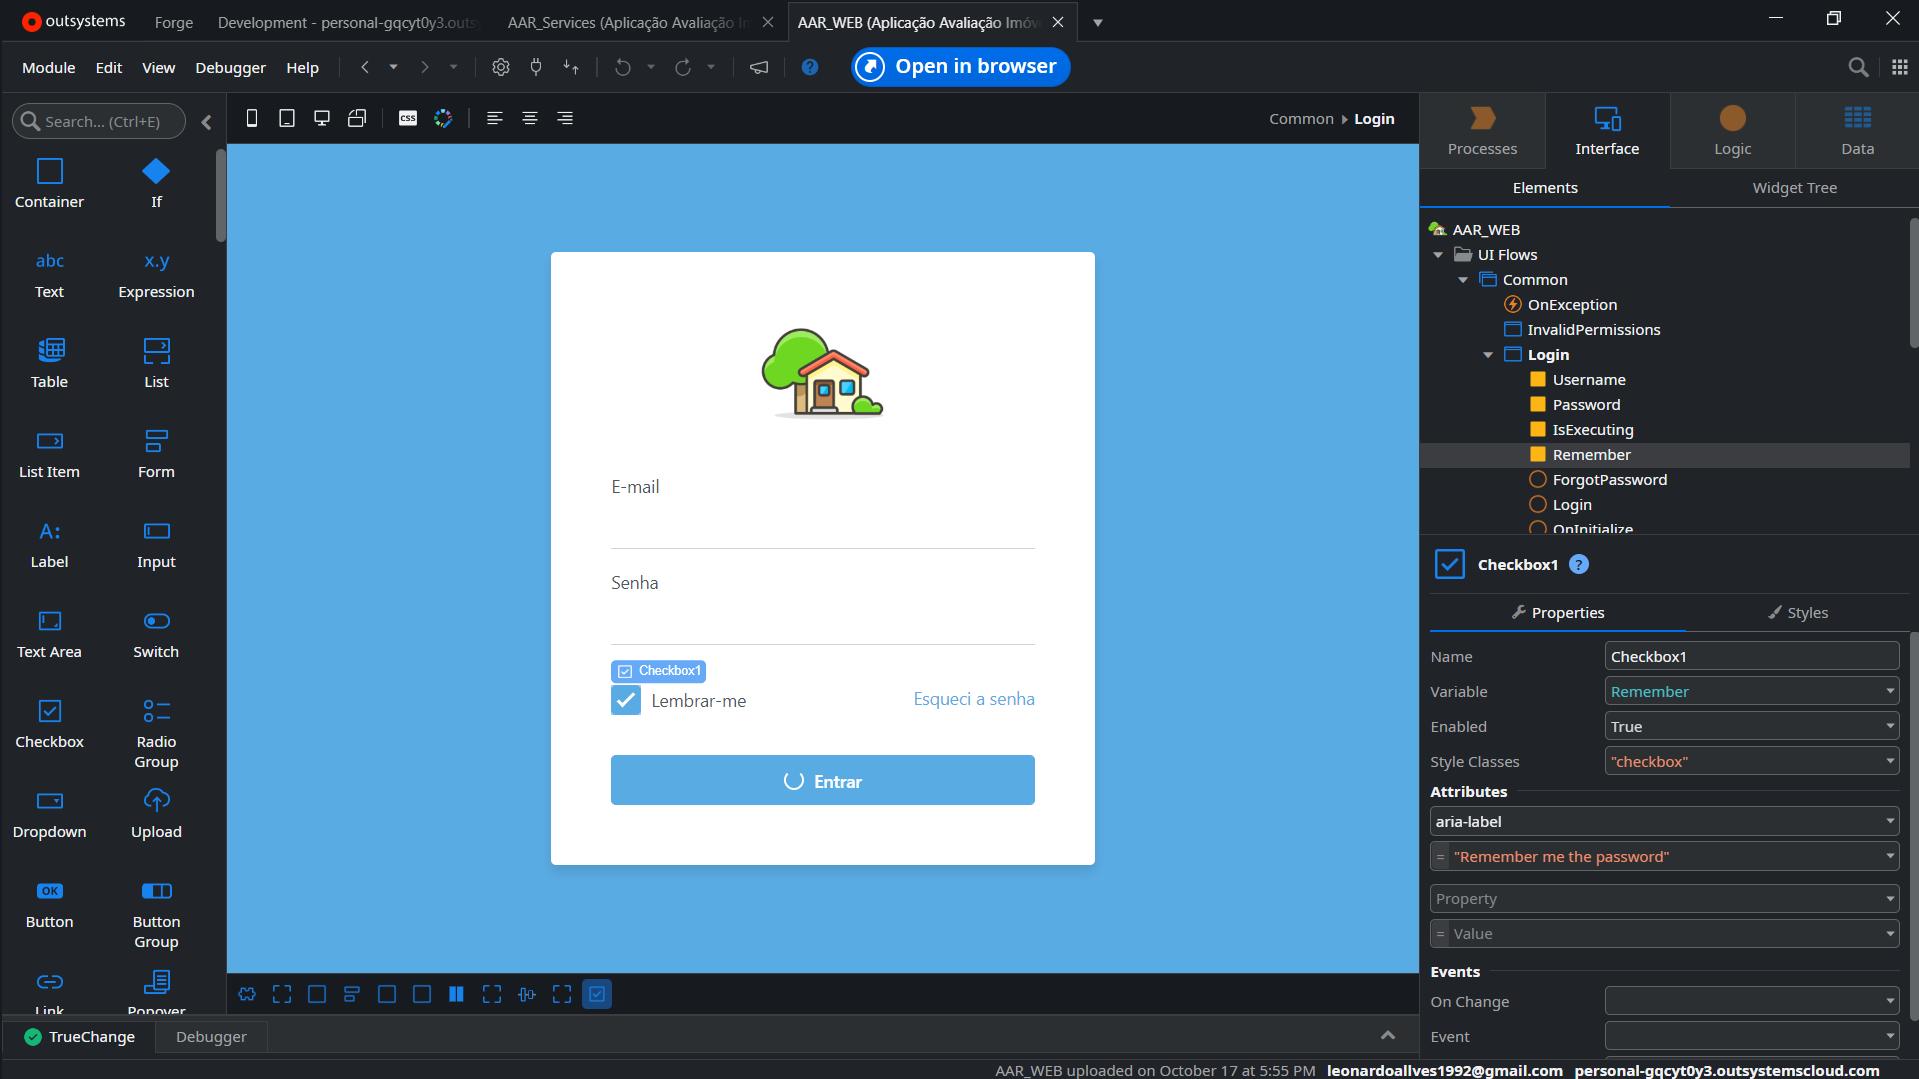 outsystems
Forge
Development - personal-gqcyt0y3.outs
AAR_Services (Aplicação Avaliação I
AAR_WEB (Aplicação Avaliação Imóv
Module Edit View Debugger Help
Open in browser
Search... (Ctrl+E)
css
Common Login
Processes Interface Logic Data
Elements Widget Tree
Container If
abc x.y
Text Expression
Table List
List Item Form
A:
Label Input
Text Area Switch
Checkbox Radio Group
Dropdown Upload
OK
Button Button Group
Link Popover
E-mail
Senha
Checkbox1
Lembrar-me
Esqueci a senha
Entrar
AAR_WEB
UI Flows
Common
OnException
InvalidPermissions
Login
Username
Password
IsExecuting
Remember
ForgotPassword
Login
OnInitialize
Checkbox1 ?
Properties Styles
Name Checkbox1
Variable Remember
Enabled True
Style Classes "checkbox"
Attributes
aria-label
= "Remember me the password"
Property
= Value
Events
On Change
Event
TrueChange Debugger
AAR_WEB uploaded on October 17 at 5:55 PM leonardoallves1992@gmail.com personal-gqcyt0y3.outsystemscloud.com